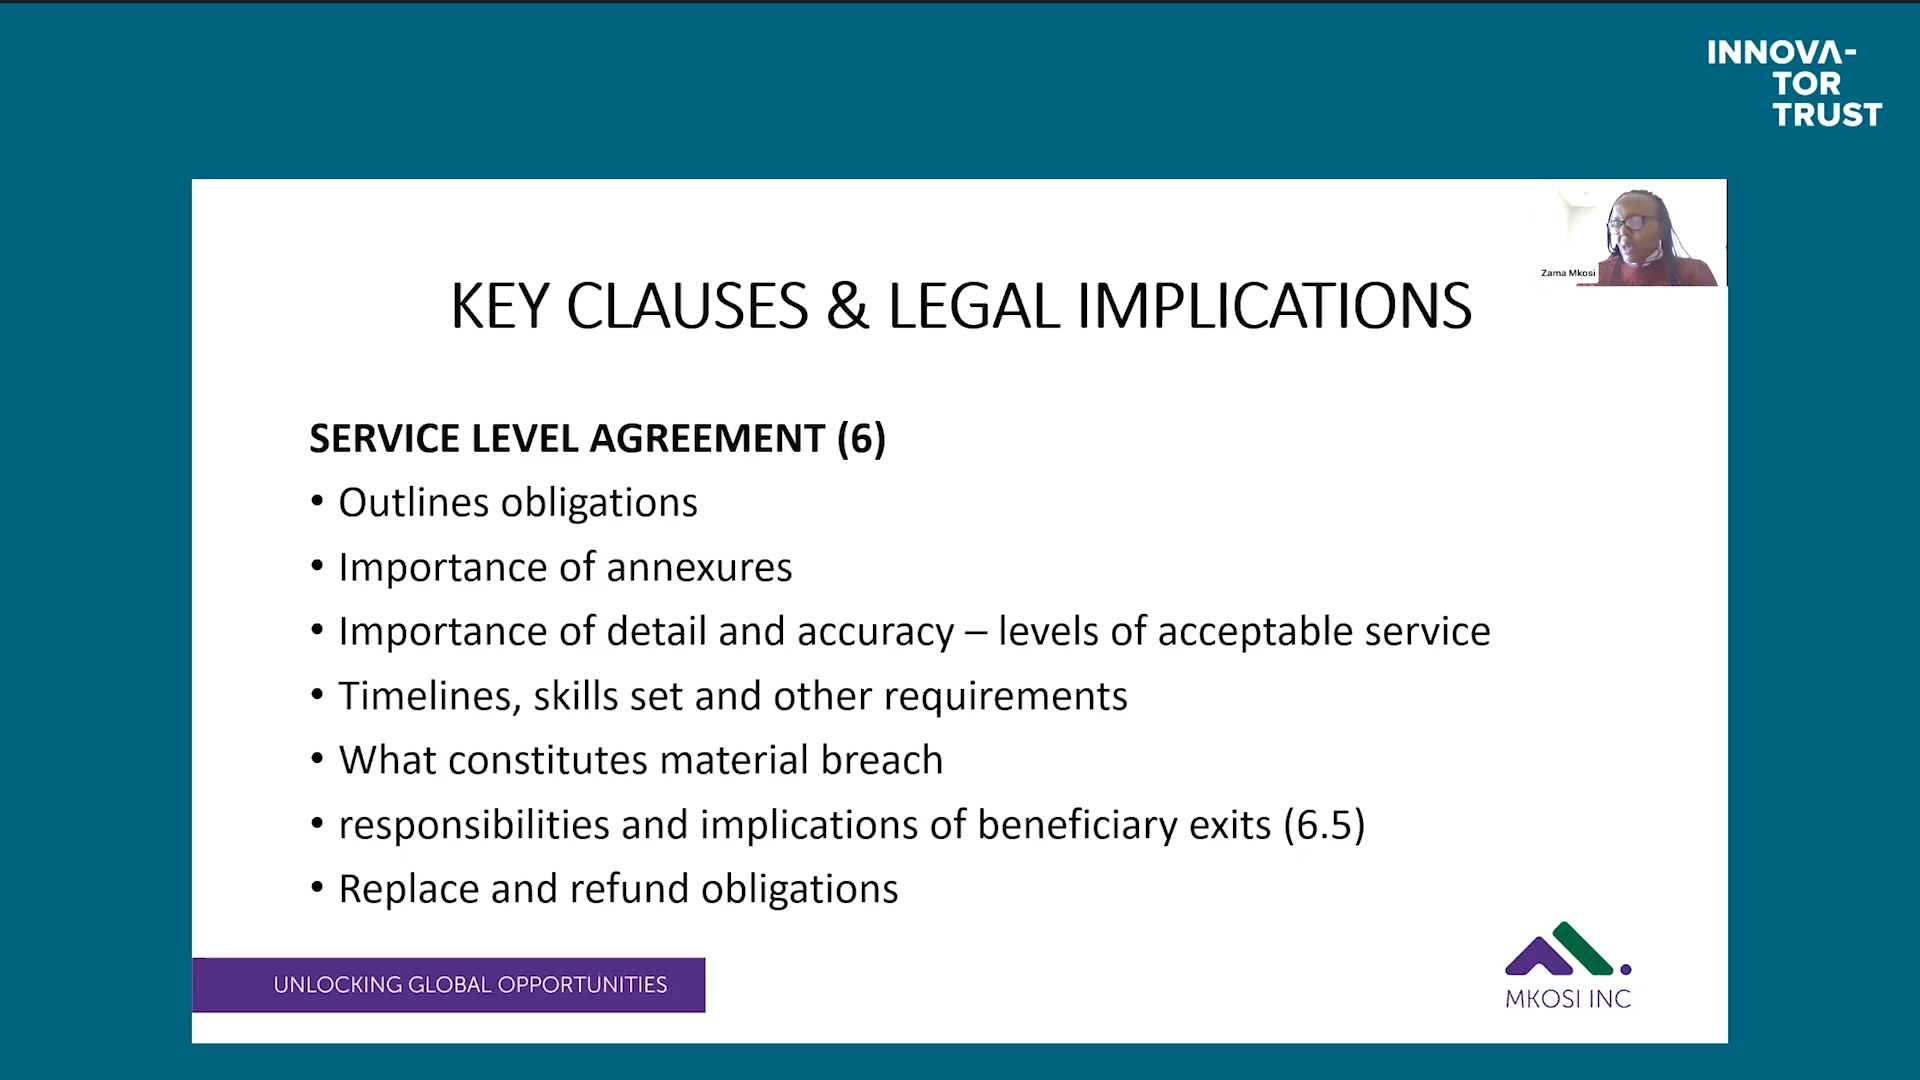 INNOVA-
TOR
TRUST
Zama Mkosi
KEY CLAUSES & LEGAL IMPLICATIONS
SERVICE LEVEL AGREEMENT (6)
• Outlines obligations
• Importance of annexures
• Importance of detail and accuracy – levels of acceptable service
• Timelines, skills set and other requirements
• What constitutes material breach
• responsibilities and implications of beneficiary exits (6.5)
• Replace and refund obligations
UNLOCKING GLOBAL OPPORTUNITIES
MKOSI INC